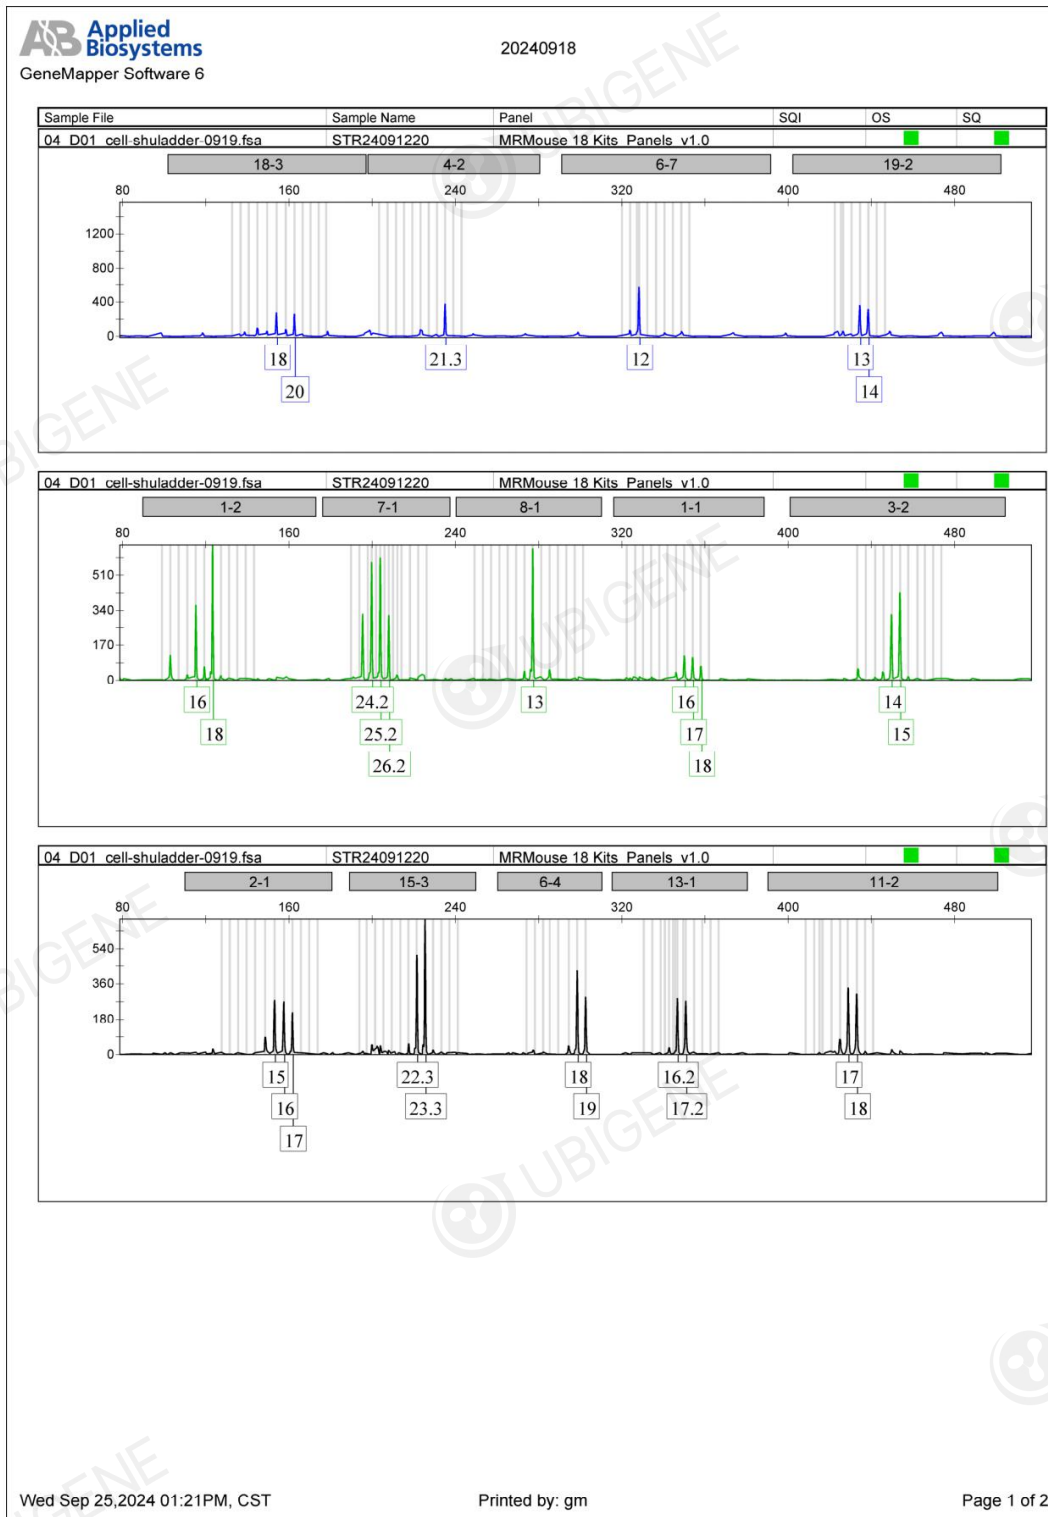 AB Applied
Biosystems
GeneMapper Software 6
20240918
Sample File Sample Name Panel SQI OS SQ
04_D01_cell-shuladder-0919.fsa STR24091220 MRMouse 18 Kits_Panels_v1.0
18-3 4-2 6-7 19-2
80 160 240 320 400 480
1200
800
400
0
18 21.3 12 13
20 14
04_D01_cell-shuladder-0919.fsa STR24091220 MRMouse 18 Kits_Panels_v1.0
1-2 7-1 8-1 1-1 3-2
80 160 240 320 400 480
510
340
170
0
16 24.2 13 16 14
18 25.2 17 15
26.2 18
04_D01_cell-shuladder-0919.fsa STR24091220 MRMouse 18 Kits_Panels_v1.0
2-1 15-3 6-4 13-1 11-2
80 160 240 320 400 480
540
360
180
0
15 22.3 18 16.2 17
16 23.3 19 17.2 18
17
Wed Sep 25,2024 01:21PM, CST Printed by: gm Page 1 of 2
UBIGENE
UBIGENE
UBIGENE
UBIGENE
UBIGENE
UBIGENE